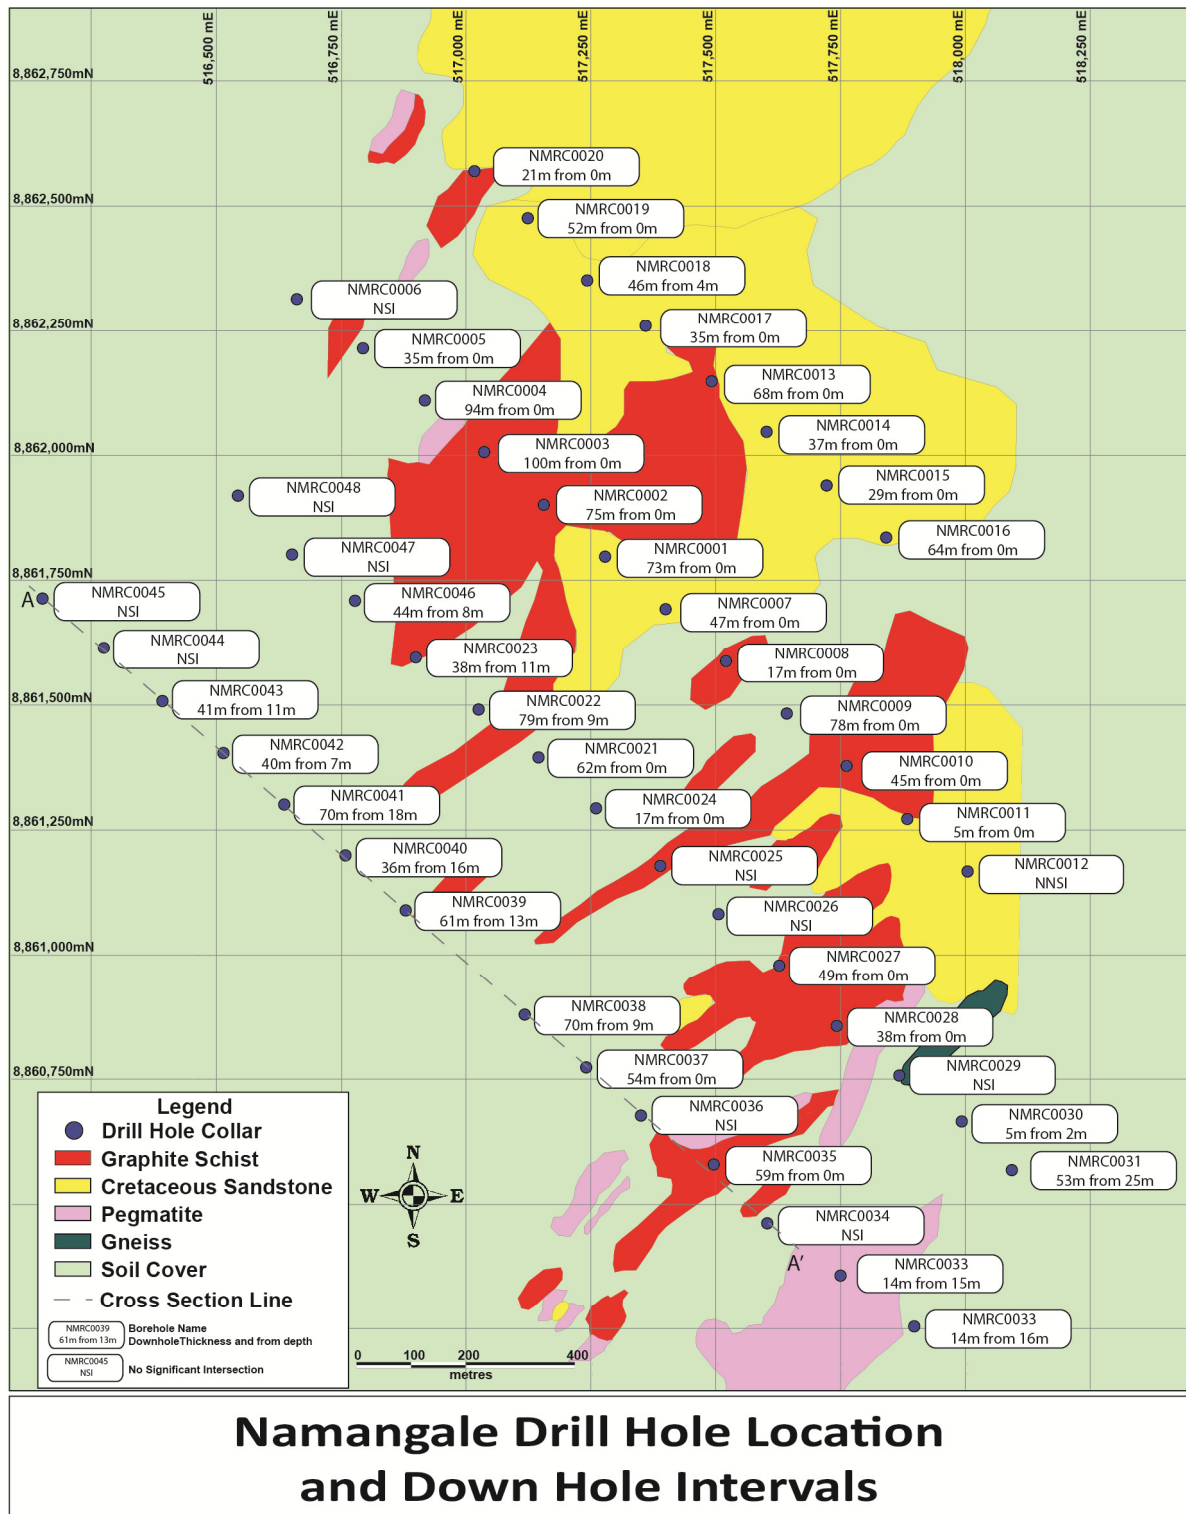 516,500 mE
516,750 mE
517,000 mE
517,250 mE
517,500 mE
517,750 mE
518,000 mE
518,250 mE
8,862,750mN
NMRC0020
21m from 0m
8,862,500mN
NMRC0019
52m from 0m
NMRC0018
46m from 4m
NMRC0006
NSI
8,862,250mN
NMRC0017
35m from 0m
NMRC0005
35m from 0m
NMRC0013
68m from 0m
NMRC0004
94m from 0m
NMRC0014
37m from 0m
8,862,000mN
NMRC0003
100m from 0m
NMRC0015
29m from 0m
NMRC0048
NSI
NMRC0002
75m from 0m
NMRC0016
64m from 0m
NMRC0047
NSI
NMRC0001
73m from 0m
8,861,750mN
A
NMRC0045
NSI
NMRC0046
44m from 8m
NMRC0007
47m from 0m
NMRC0044
NSI
NMRC0023
38m from 11m
NMRC0008
17m from 0m
8,861,500mN
NMRC0043
41m from 11m
NMRC0022
79m from 9m
NMRC0009
78m from 0m
NMRC0042
40m from 7m
NMRC0021
62m from 0m
NMRC0010
45m from 0m
NMRC0041
70m from 18m
NMRC0024
17m from 0m
NMRC0011
5m from 0m
8,861,250mN
NMRC0040
36m from 16m
NMRC0025
NSI
NMRC0012
NNSI
NMRC0039
61m from 13m
NMRC0026
NSI
8,861,000mN
NMRC0027
49m from 0m
NMRC0038
70m from 9m
NMRC0028
38m from 0m
8,860,750mN
NMRC0037
54m from 0m
NMRC0029
NSI
NMRC0036
NSI
NMRC0030
5m from 2m
NMRC0035
59m from 0m
NMRC0031
53m from 25m
NMRC0034
NSI
A'
NMRC0033
14m from 15m
NMRC0033
14m from 16m
Legend
Drill Hole Collar
Graphite Schist
Cretaceous Sandstone
Pegmatite
Gneiss
Soil Cover
Cross Section Line
NMRC0039
61m from 13m
Borehole Name
DownholeThickness and from depth
NMRC0045
NSI
No Significant Intersection
N
W
E
S
0 100 200 400
metres
Namangale Drill Hole Location
and Down Hole Intervals